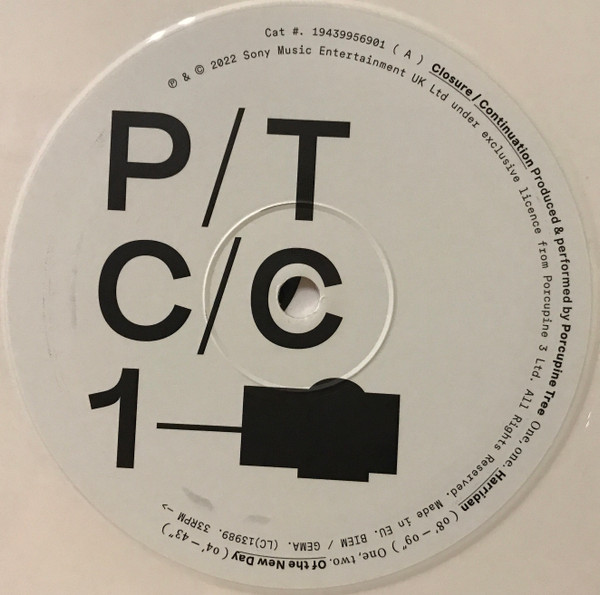 P/T
C/C
1
Cat #. 19439956901 ( A )
℗ & © 2022 Sony Music Entertainment UK Ltd under exclusive licence from Porcupine 3 Ltd. All Rights Reserved. Made in EU. BIEM / GEMA. (LC)13989. 33RPM —>
Closure / Continuation Produced & performed by Porcupine Tree One, one. Harridan ( 08' — 09" ) One, two. Of the New Day ( 04' — 43" )